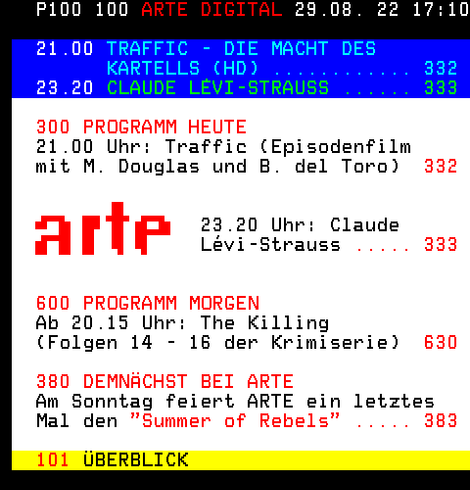 P100 100 ARTE DIGITAL 29.08. 22 17:10
21.00 TRAFFIC - DIE MACHT DES
KARTELLS (HD) ............ 332
23.20 CLAUDE LÉVI-STRAUSS ...... 333
300 PROGRAMM HEUTE
21.00 Uhr: Traffic (Episodenfilm
mit M. Douglas und B. del Toro) 332
arte
23.20 Uhr: Claude
Lévi-Strauss ..... 333
600 PROGRAMM MORGEN
Ab 20.15 Uhr: The Killing
(Folgen 14 - 16 der Krimiserie) 630
380 DEMNÄCHST BEI ARTE
Am Sonntag feiert ARTE ein letztes
Mal den "Summer of Rebels" ..... 383
101 ÜBERBLICK